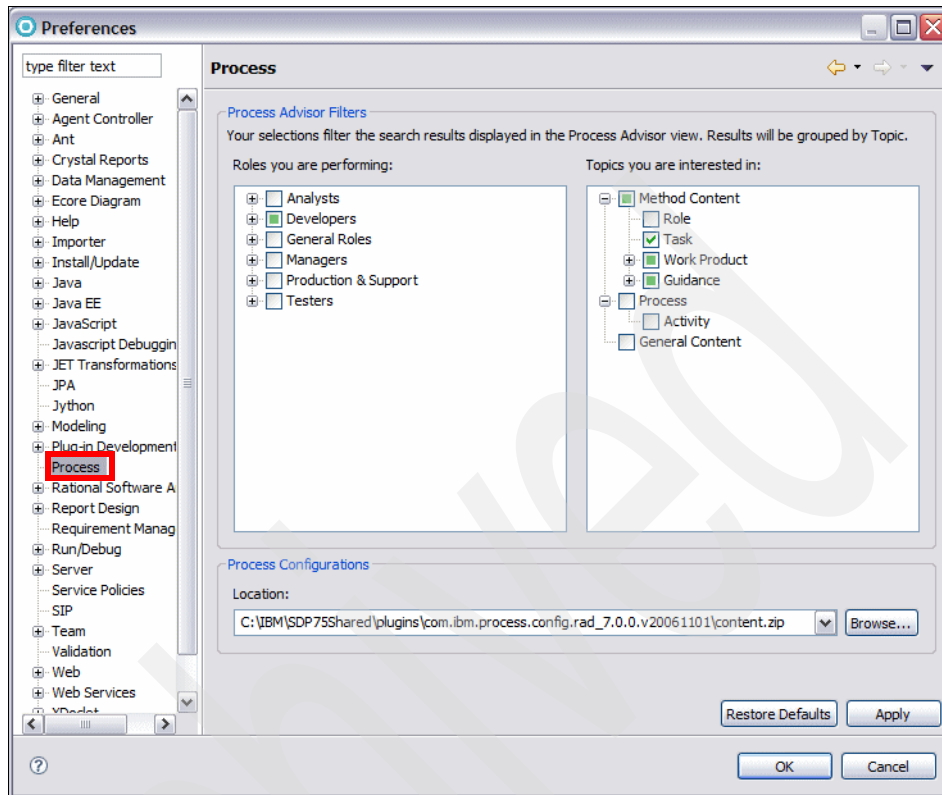 Preferences
type filter text
General
Agent Controller
Ant
Crystal Reports
Data Management
Ecore Diagram
Help
Importer
Install/Update
Java
Java EE
JavaScript
Javascript Debuggin
JET Transformations
JPA
Jython
Modeling
Plug-in Development
Process
Rational Software A
Report Design
Requirement Manag
Run/Debug
Server
Service Policies
SIP
Team
Validation
Web
Web Services
XDoclet
Process
Process Advisor Filters
Your selections filter the search results displayed in the Process Advisor view. Results will be grouped by Topic.
Roles you are performing:
Analysts
Developers
General Roles
Managers
Production & Support
Testers
Topics you are interested in:
Method Content
Role
Task
Work Product
Guidance
Process
Activity
General Content
Process Configurations
Location:
C:\IBM\SDP75Shared\plugins\com.ibm.process.config.rad_7.0.0.v20061101\content.zip
Browse...
Restore Defaults
Apply
?
OK
Cancel